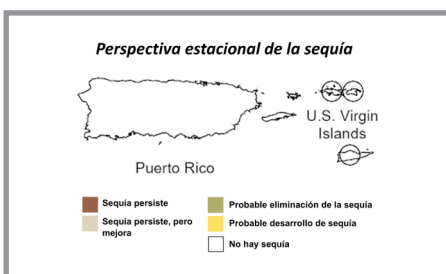 Perspectiva estacional de la sequía
U.S. Virgin
Islands
Puerto Rico
Sequía persiste
Sequía persiste, pero
mejora
Probable eliminación de la sequía
Probable desarrollo de sequía
No hay sequía